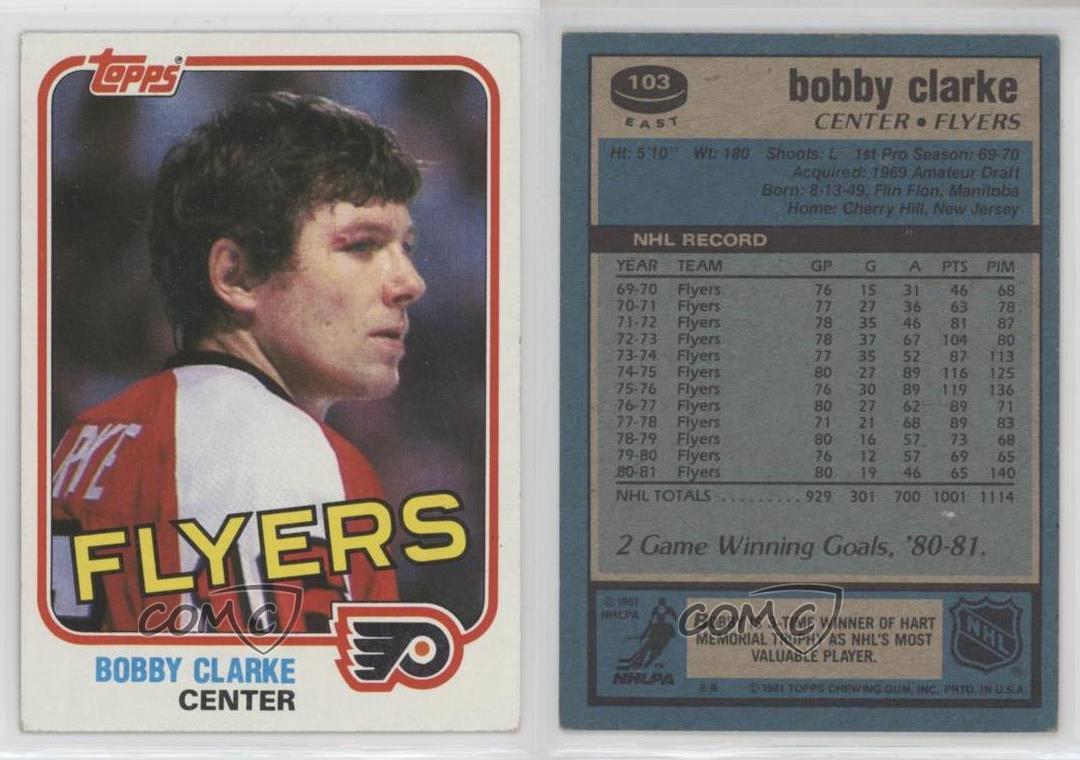 topps®
RKE
FLYERS
COMC
BOBBY CLARKE
CENTER
103
EAST
bobby clarke
CENTER • FLYERS
Ht: 5'10" Wt: 180 Shoots: L 1st Pro Season: 69-70
Acquired: 1969 Amateur Draft
Born: 8-13-49, Flin Flon, Manitoba
Home: Cherry Hill, New Jersey
NHL RECORD
YEAR TEAM GP G A PTS PIM
69-70 Flyers 76 15 31 46 68
70-71 Flyers 77 27 36 63 78
71-72 Flyers 78 35 46 81 87
72-73 Flyers 78 37 67 104 80
73-74 Flyers 77 35 52 87 113
74-75 Flyers 80 27 89 116 125
75-76 Flyers 76 30 89 119 136
76-77 Flyers 80 27 62 89 71
77-78 Flyers 71 21 68 89 83
78-79 Flyers 80 16 57 73 68
79-80 Flyers 76 12 57 69 65
80-81 Flyers 80 19 46 65 140
NHL TOTALS ......... 929 301 700 1001 1114
2 Game Winning Goals, '80-81.
© 1981
NHLPA
NHLPA
COMC
BOBBY IS 3-TIME WINNER OF HART
MEMORIAL TROPHY AS NHL'S MOST
VALUABLE PLAYER.
NHL
®
© 1981 TOPPS CHEWING GUM, INC. PRTD. IN U.S.A.